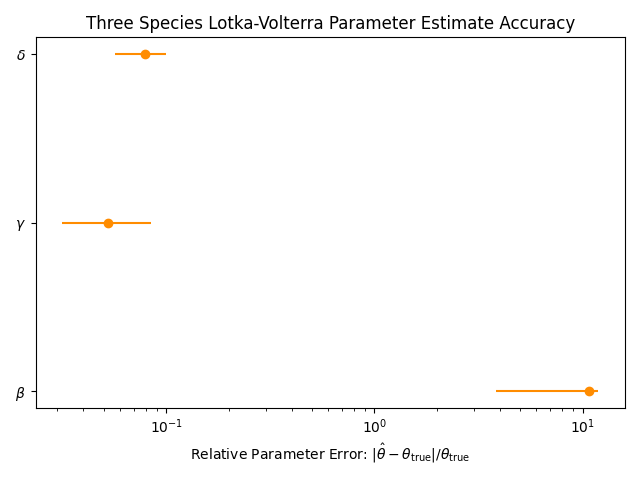 Three Species Lotka-Volterra Parameter Estimate Accuracy
δ
γ
β
10⁻¹ 10⁰ 10¹
Relative Parameter Error: |θ̂ − θ_true|/θ_true